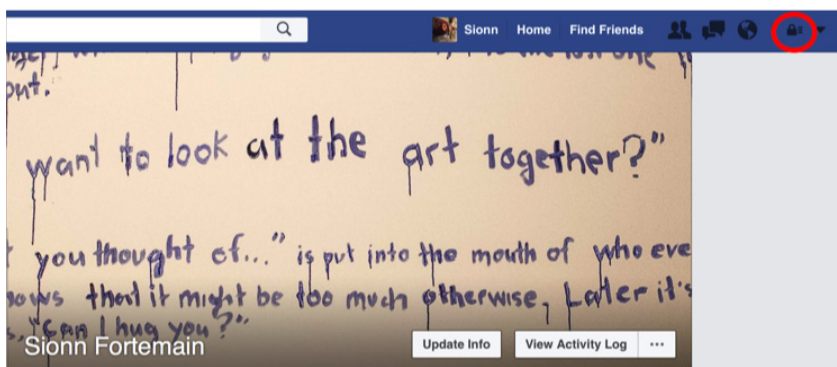 Sionn Home Find Friends
out."
want to look at the art together?"
you thought of..." is put into the mouth of who eve
nows that it might be too much otherwise, Later it's
s, "Can I hug you?"
Sionn Fortemain
Update Info View Activity Log ...